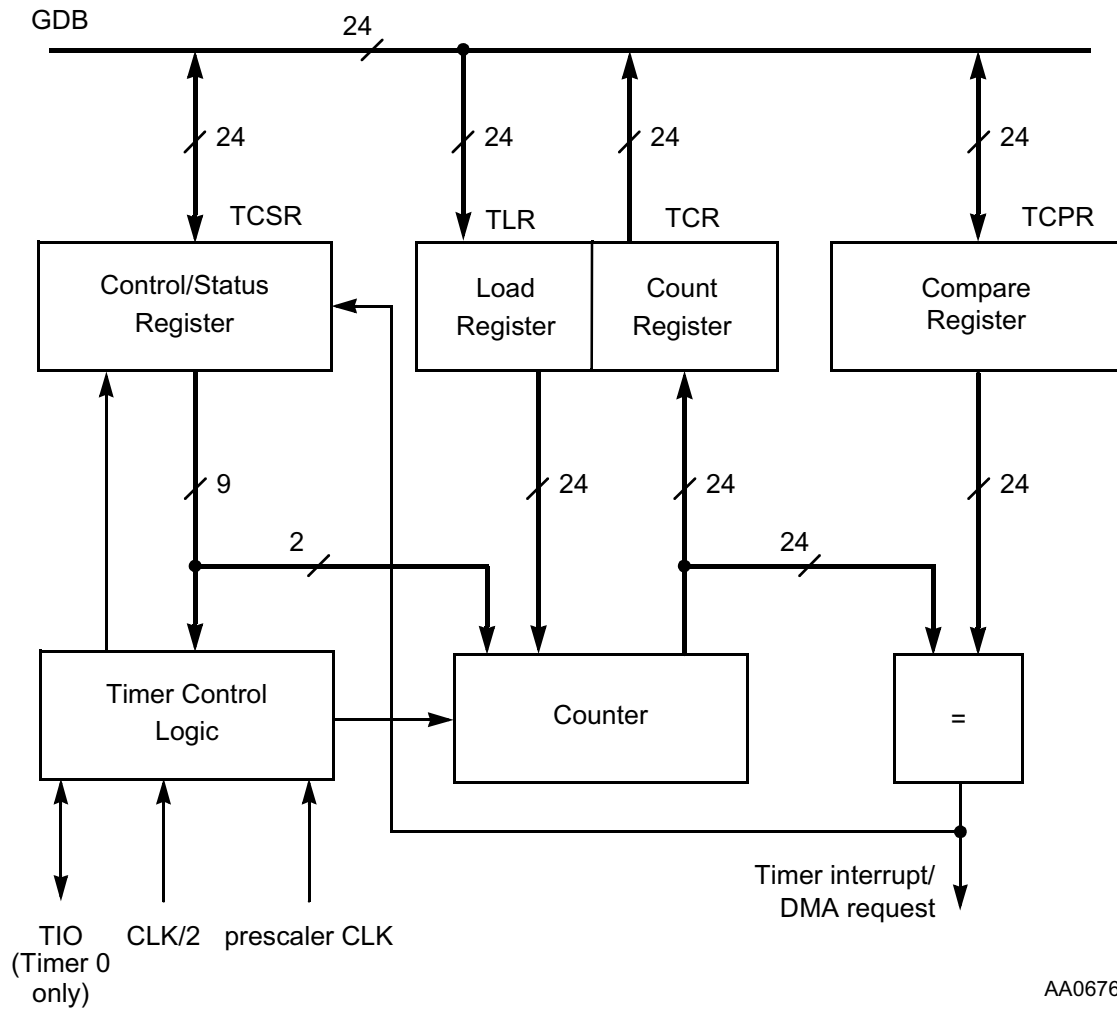 GDB
24
24
24
24
24
TCSR
TLR
TCR
TCPR
Control/Status
Register
Load
Register
Count
Register
Compare
Register
9
24
24
24
2
24
Timer Control
Logic
Counter
=
Timer interrupt/
DMA request
TIO
(Timer 0
only)
CLK/2
prescaler CLK
AA0676